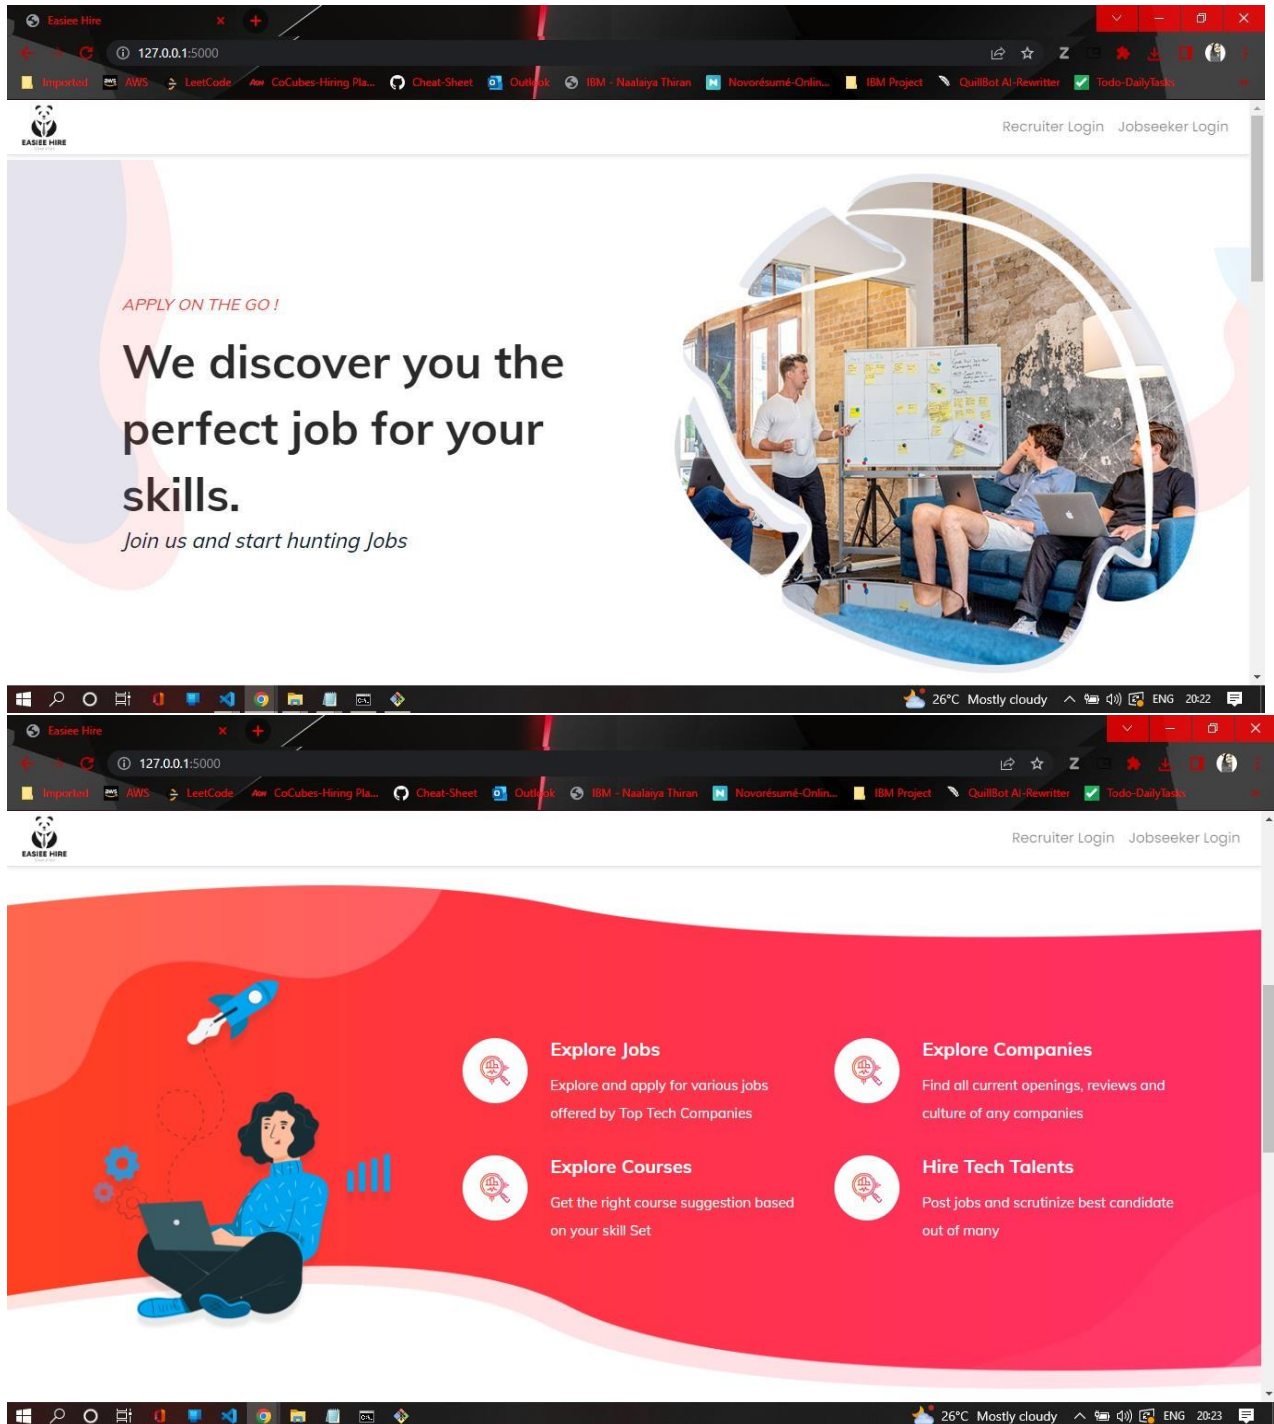 Easiee Hire
127.0.0.1:5000
Imported AWS LeetCode CoCubes-Hiring Pla... Cheat-Sheet Outlook IBM - Naalaiya Thiran Novorésumé-Onlin... IBM Project QuillBot AI-Rewritter Todo-DailyTasks
EASIEE HIRE
Recruiter Login Jobseeker Login
APPLY ON THE GO !
We discover you the
perfect job for your
skills.
Join us and start hunting Jobs
26°C Mostly cloudy ENG 20:22
Easiee Hire
127.0.0.1:5000
Imported AWS LeetCode CoCubes-Hiring Pla... Cheat-Sheet Outlook IBM - Naalaiya Thiran Novorésumé-Onlin... IBM Project QuillBot AI-Rewritter Todo-DailyTasks
EASIEE HIRE
Recruiter Login Jobseeker Login
Explore Jobs
Explore and apply for various jobs
offered by Top Tech Companies
Explore Companies
Find all current openings, reviews and
culture of any companies
Explore Courses
Get the right course suggestion based
on your skill Set
Hire Tech Talents
Post jobs and scrutinize best candidate
out of many
26°C Mostly cloudy ENG 20:23